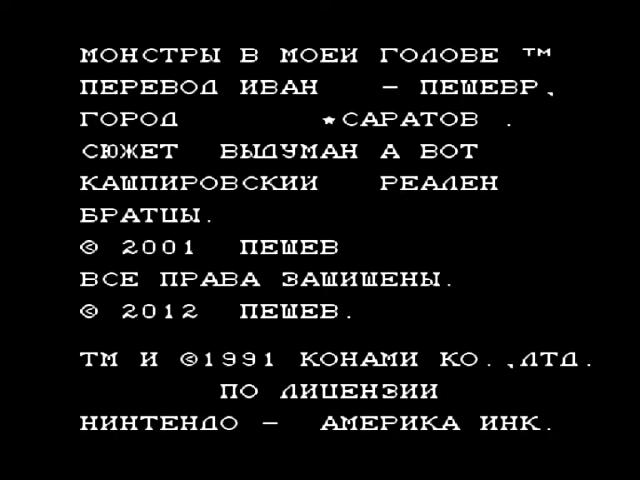 МОНСТРЫ В МОЕЙ ГОЛОВЕ ™
ПЕРЕВОД ИВАН - ПЕШЕВР,
ГОРОД ★САРАТОВ .
СЮЖЕТ ВЫДУМАН А ВОТ
КАШПИРОВСКИЙ РЕАЛЕН
БРАТЦЫ.
© 2001 ПЕШЕВ
ВСЕ ПРАВА ЗАШИШЕНЫ.
© 2012 ПЕШЕВ.
ТМ И ©1991 КОНАМИ КО.,ЛТД.
ПО ЛИЦЕНЗИИ
НИНТЕНДО - АМЕРИКА ИНК.